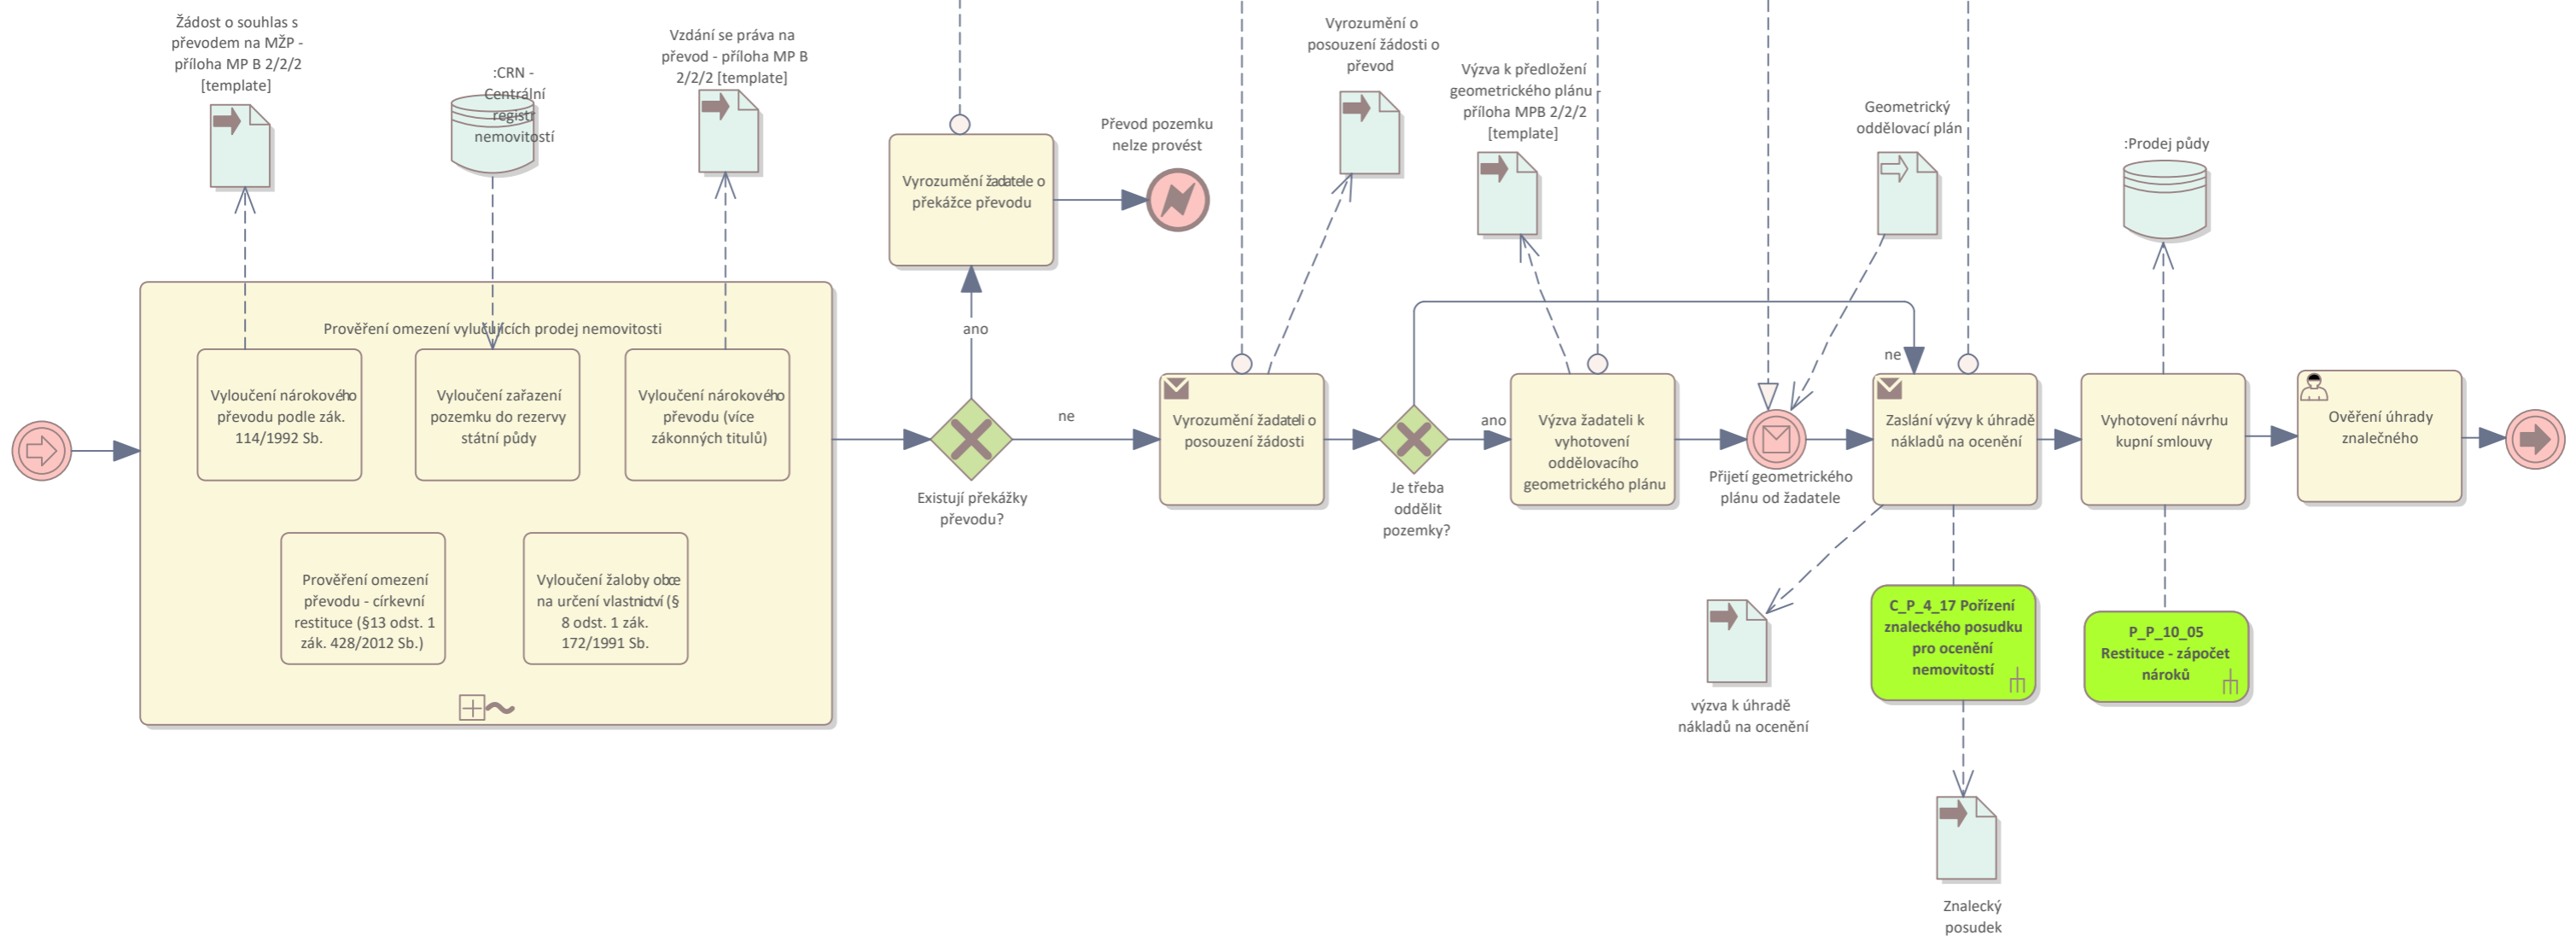 Žádost o souhlas s
převodem na MŽP -
příloha MP B 2/2/2
[template]
:CRN -
Centrální
registr
nemovitostí
Vzdání se práva na
převod - příloha MP B
2/2/2 [template]
Vyrozumění žadatele o
překážce převodu
Převod pozemku
nelze provést
Vyrozumění o
posouzení žádosti o
převod
Výzva k předložení
geometrického plánu -
příloha MPB 2/2/2
[template]
Geometrický
oddělovací plán
:Prodej půdy
Prověření omezení vylučujících prodej nemovitosti
Vyloučení nárokového
převodu podle zák.
114/1992 Sb.
Vyloučení zařazení
pozemku do rezervy
státní půdy
Vyloučení nárokového
převodu (více
zákonných titulů)
Prověření omezení
převodu - církevní
restituce (§13 odst. 1
zák. 428/2012 Sb.)
Vyloučení žaloby obce
na určení vlastnictví (§
8 odst. 1 zák.
172/1991 Sb.
ano
ne
Existují překážky
převodu?
Vyrozumění žadateli o
posouzení žádosti
Je třeba
oddělit
pozemky?
ano
ne
Výzva žadateli k
vyhotovení
oddělovacího
geometrického plánu
Přijetí geometrického
plánu od žadatele
Zaslání výzvy k úhradě
nákladů na ocenění
Vyhotovení návrhu
kupní smlouvy
Ověření úhrady
znalečného
výzva k úhradě
nákladů na ocenění
C_P_4_17 Pořízení
znaleckého posudku
pro ocenění
nemovitostí
P_P_10_05
Restituce - zápočet
nároků
Znalecký
posudek